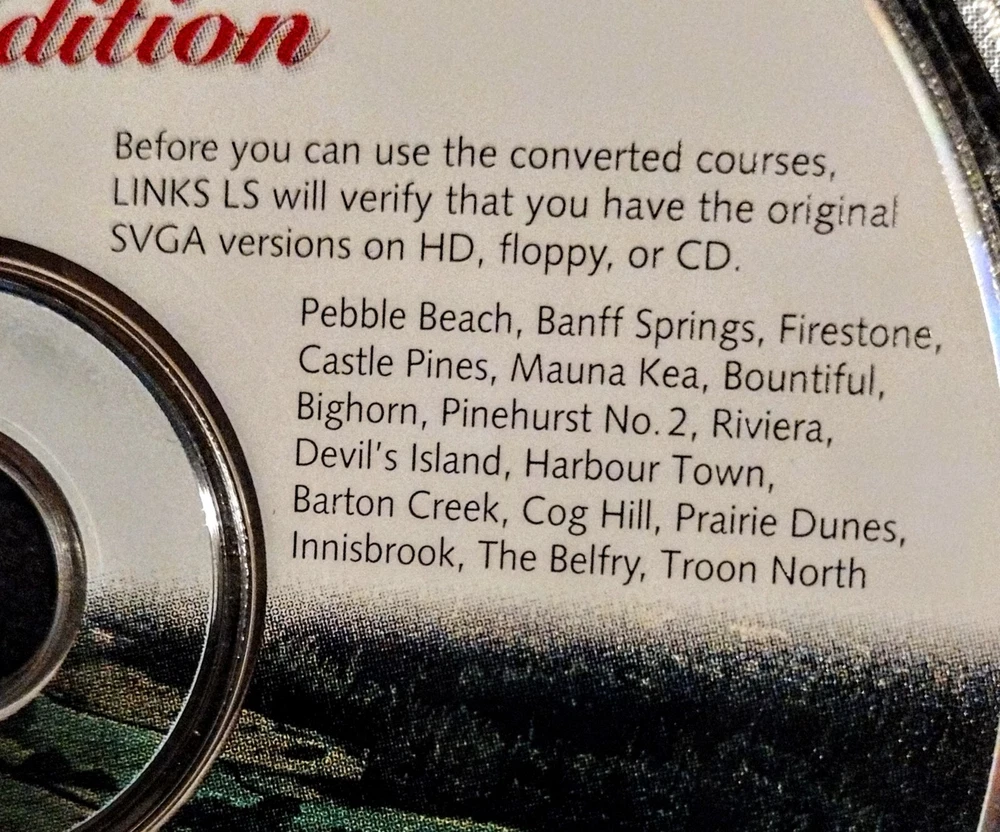 dition
Before you can use the converted courses,
LINKS LS will verify that you have the original
SVGA versions on HD, floppy, or CD.
Pebble Beach, Banff Springs, Firestone,
Castle Pines, Mauna Kea, Bountiful,
Bighorn, Pinehurst No. 2, Riviera,
Devil's Island, Harbour Town,
Barton Creek, Cog Hill, Prairie Dunes,
Innisbrook, The Belfry, Troon North